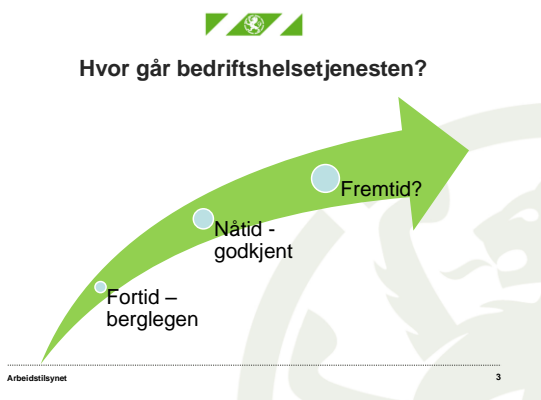 Hvor går bedriftshelsetjenesten?
Fremtid?
Nåtid -
godkjent
Fortid –
berglegen
Arbeidstilsynet
3